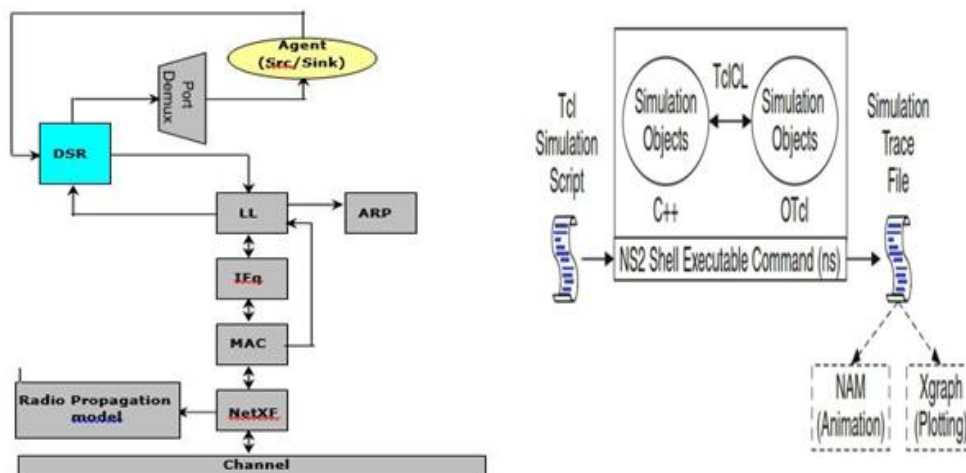 Agent
(Src/Sink)
Port
Demux
DSR
LL
ARP
IFq
MAC
Radio Propagation
model
NetXF
Channel
Tcl
Simulation
Script
TclCL
Simulation
Objects
Simulation
Objects
C++
OTcl
NS2 Shell Executable Command (ns)
Simulation
Trace
File
NAM
(Animation)
Xgraph
(Plotting)